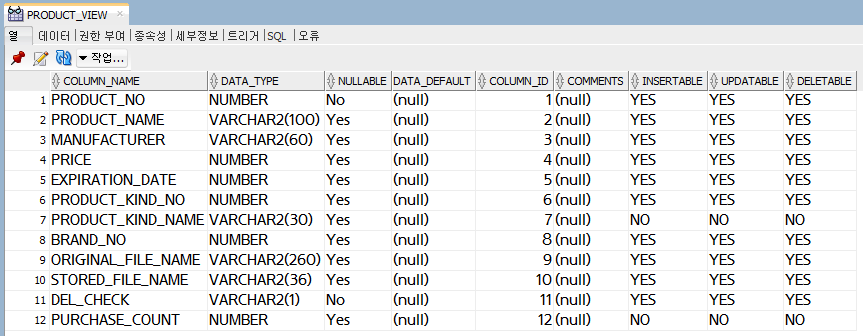 PRODUCT_VIEW
열 데이터 권한 부여 종속성 세부정보 트리거 SQL 오류
작업...
COLUMN_NAME DATA_TYPE NULLABLE DATA_DEFAULT COLUMN_ID COMMENTS INSERTABLE UPDATABLE DELETABLE
1 PRODUCT_NO NUMBER No (null) 1 (null) YES YES YES
2 PRODUCT_NAME VARCHAR2(100) Yes (null) 2 (null) YES YES YES
3 MANUFACTURER VARCHAR2(60) Yes (null) 3 (null) YES YES YES
4 PRICE NUMBER Yes (null) 4 (null) YES YES YES
5 EXPIRATION_DATE NUMBER Yes (null) 5 (null) YES YES YES
6 PRODUCT_KIND_NO NUMBER Yes (null) 6 (null) YES YES YES
7 PRODUCT_KIND_NAME VARCHAR2(30) Yes (null) 7 (null) NO NO NO
8 BRAND_NO NUMBER Yes (null) 8 (null) YES YES YES
9 ORIGINAL_FILE_NAME VARCHAR2(260) Yes (null) 9 (null) YES YES YES
10 STORED_FILE_NAME VARCHAR2(36) Yes (null) 10 (null) YES YES YES
11 DEL_CHECK VARCHAR2(1) No (null) 11 (null) YES YES YES
12 PURCHASE_COUNT NUMBER Yes (null) 12 (null) NO NO NO